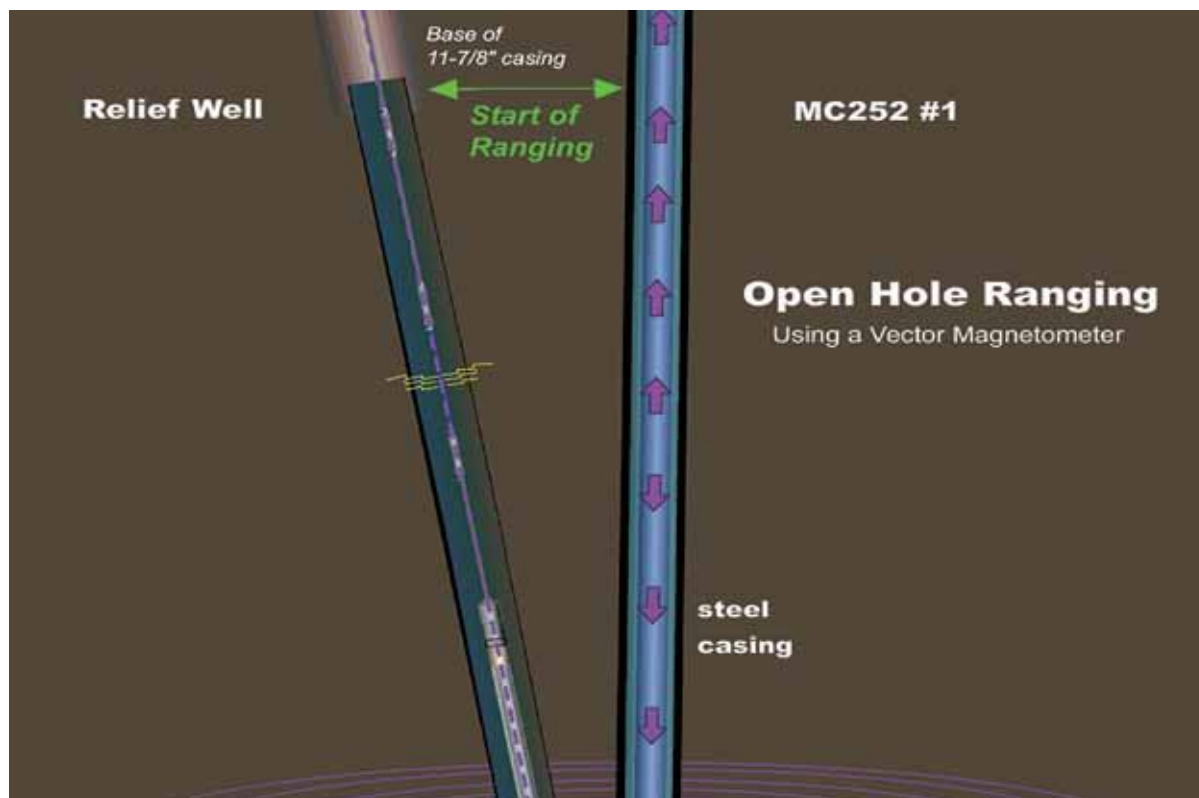 Base of
11-7/8" casing
Relief Well
Start of
Ranging
MC252 #1
Open Hole Ranging
Using a Vector Magnetometer
steel
casing